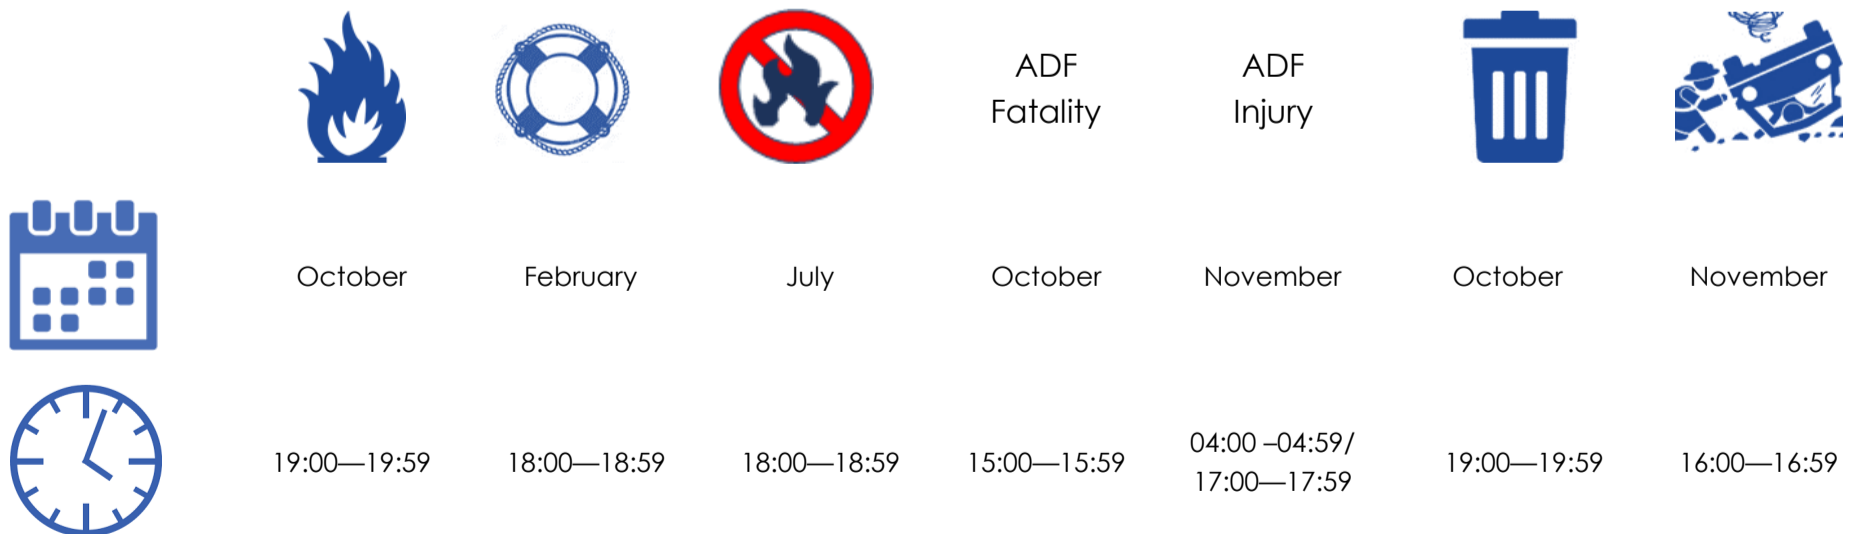 ADF
Fatality
ADF
Injury
October
February
July
October
November
October
November
19:00—19:59
18:00—18:59
18:00—18:59
15:00—15:59
04:00 –04:59/
17:00—17:59
19:00—19:59
16:00—16:59